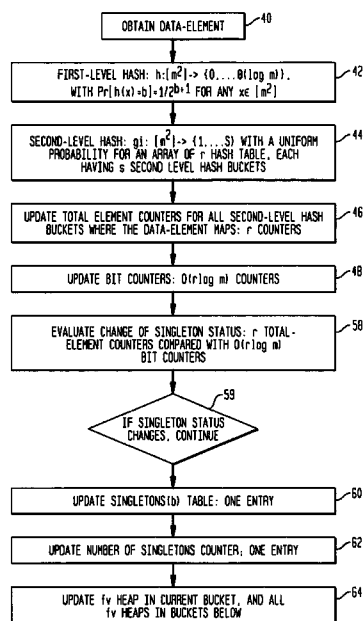 OBTAIN DATA-ELEMENT
40
FIRST-LEVEL HASH: h:[m²]-> {0,...,θ(log m)},
WITH Pr[h(x)=b]=1/2^b+1 FOR ANY x∈ [m²]
42
SECOND-LEVEL HASH: gi: [m²]-> {1...S} WITH A UNIFORM
PROBABILITY FOR AN ARRAY OF r HASH TABLE, EACH
HAVING s SECOND LEVEL HASH BUCKETS
44
UPDATE TOTAL ELEMENT COUNTERS FOR ALL SECOND-LEVEL HASH
BUCKETS WHERE THE DATA-ELEMENT MAPS: r COUNTERS
46
UPDATE BIT COUNTERS: O(rlog m) COUNTERS
48
EVALUATE CHANGE OF SINGLETON STATUS: r TOTAL-
ELEMENT COUNTERS COMPARED WITH O(rlog m)
BIT COUNTERS
58
IF SINGLETON STATUS
CHANGES, CONTINUE
59
UPDATE SINGLETONS(b) TABLE: ONE ENTRY
60
UPDATE NUMBER OF SINGLETONS COUNTER; ONE ENTRY
62
UPDATE fv HEAP IN CURRENT BUCKET, AND ALL
fv HEAPS IN BUCKETS BELOW
64